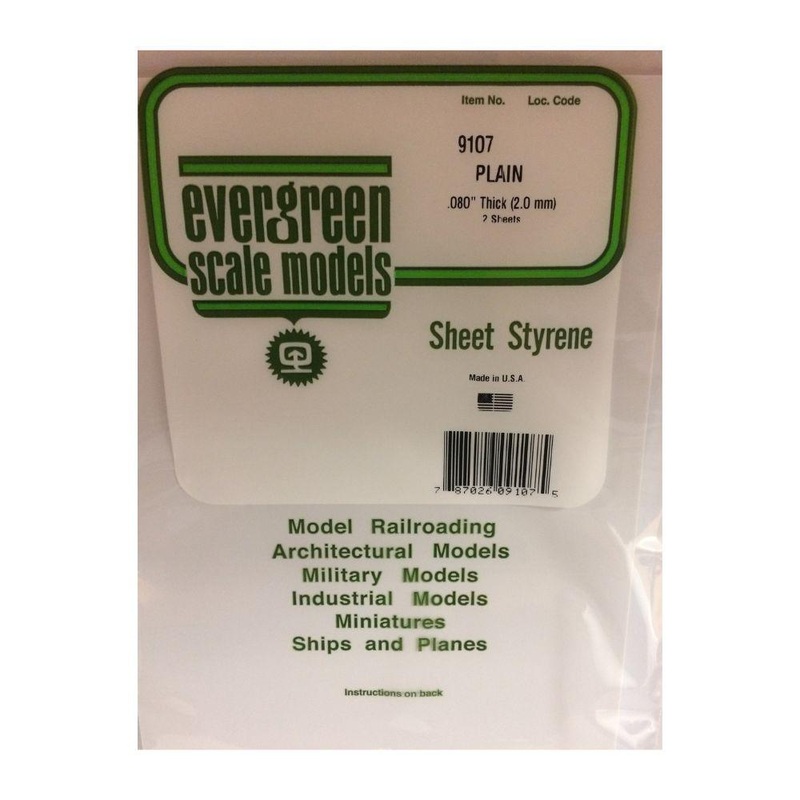 Item No. Loc. Code
9107
PLAIN
.080" Thick (2.0 mm)
2 Sheets
evergreen
scale models
Sheet Styrene
Made in U.S.A.
7 87026 09107 5
Model Railroading
Architectural Models
Military Models
Industrial Models
Miniatures
Ships and Planes
Instructions on back